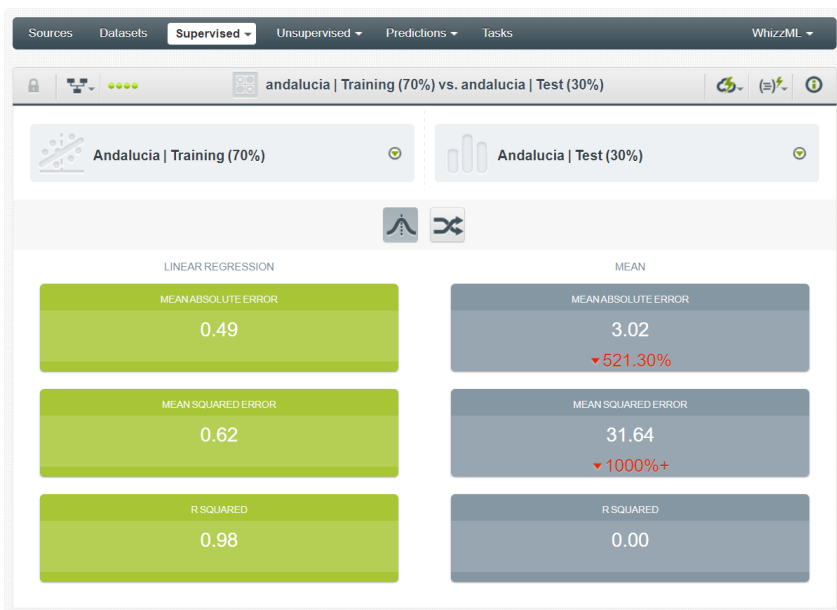 Sources Datasets Supervised Unsupervised Predictions Tasks WhizzML
andalucia | Training (70%) vs. andalucia | Test (30%)
Andalucia | Training (70%) Andalucia | Test (30%)
LINEAR REGRESSION MEAN
MEAN ABSOLUTE ERROR MEAN ABSOLUTE ERROR
0.49 3.02
521.30%
MEAN SQUARED ERROR MEAN SQUARED ERROR
0.62 31.64
1000%+
R SQUARED R SQUARED
0.98 0.00